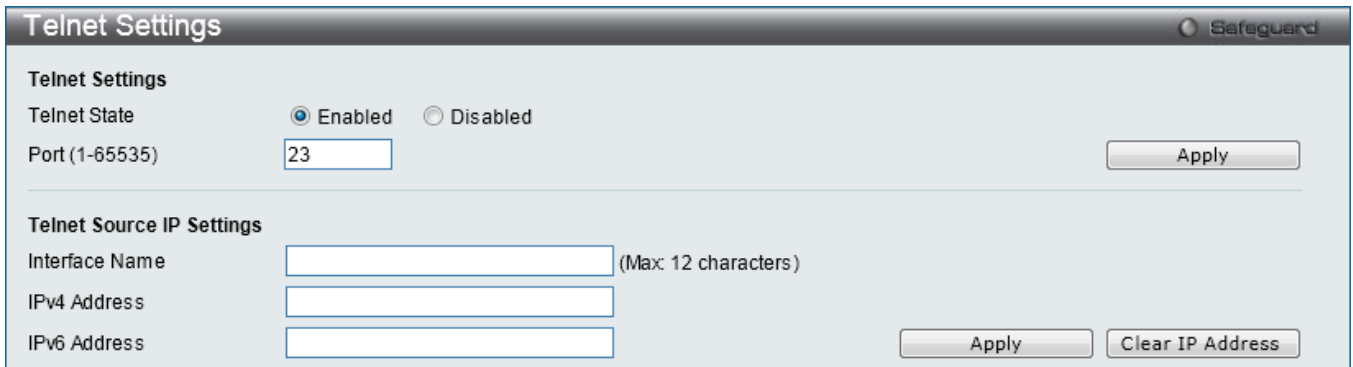 Telnet Settings
Safeguard
Telnet Settings
Telnet State Enabled Disabled
Port (1-65535) 23 Apply
Telnet Source IP Settings
Interface Name (Max: 12 characters)
IPv4 Address
IPv6 Address Apply Clear IP Address